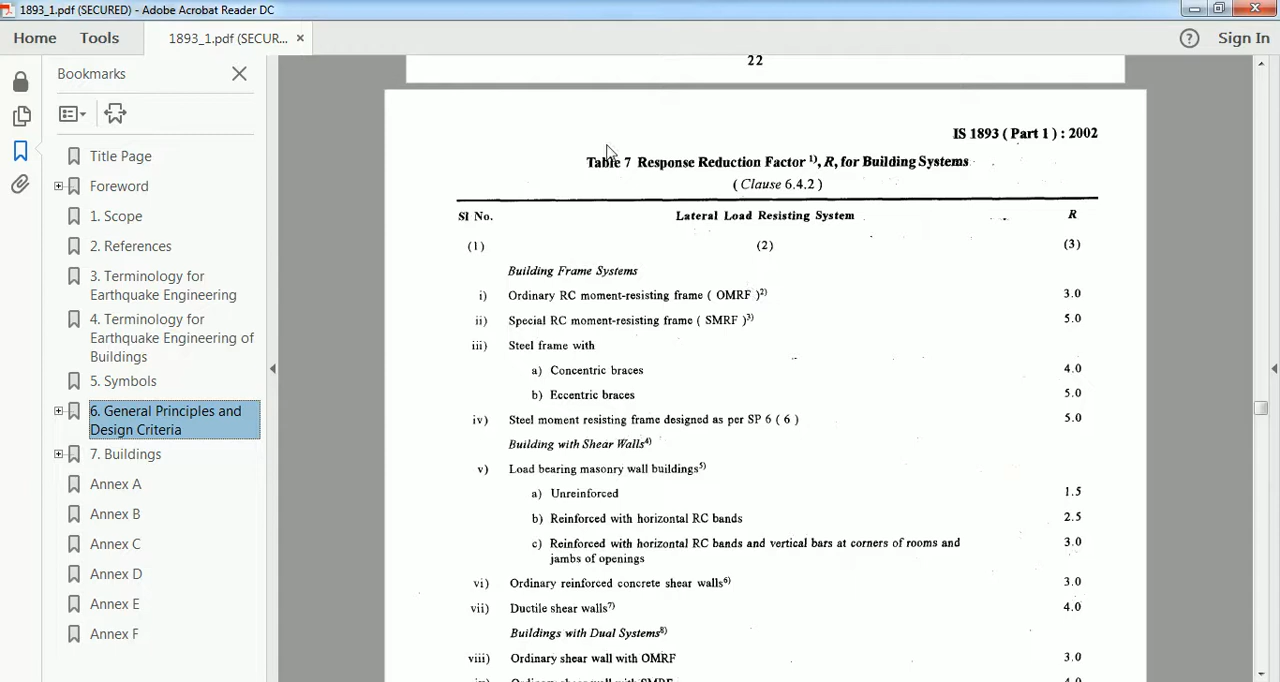 1893_1.pdf (SECURED) - Adobe Acrobat Reader DC
Home Tools 1893_1.pdf (SECUR... × Sign In
Bookmarks
Title Page
Foreword
1. Scope
2. References
3. Terminology for
Earthquake Engineering
4. Terminology for
Earthquake Engineering of
Buildings
5. Symbols
6. General Principles and
Design Criteria
7. Buildings
Annex A
Annex B
Annex C
Annex D
Annex E
Annex F
22
IS 1893 ( Part 1 ) : 2002
Table 7 Response Reduction Factor 1), R, for Building Systems
( Clause 6.4.2 )
Sl No. Lateral Load Resisting System R
(1) (2) (3)
Building Frame Systems
i) Ordinary RC moment-resisting frame ( OMRF )2) 3.0
ii) Special RC moment-resisting frame ( SMRF )3) 5.0
iii) Steel frame with
a) Concentric braces 4.0
b) Eccentric braces 5.0
iv) Steel moment resisting frame designed as per SP 6 ( 6 ) 5.0
Building with Shear Walls4)
v) Load bearing masonry wall buildings5)
a) Unreinforced 1.5
b) Reinforced with horizontal RC bands 2.5
c) Reinforced with horizontal RC bands and vertical bars at corners of rooms and 3.0
jambs of openings
vi) Ordinary reinforced concrete shear walls6) 3.0
vii) Ductile shear walls7) 4.0
Buildings with Dual Systems8)
viii) Ordinary shear wall with OMRF 3.0
ix) Ordinary shear wall with SMRF 4.0